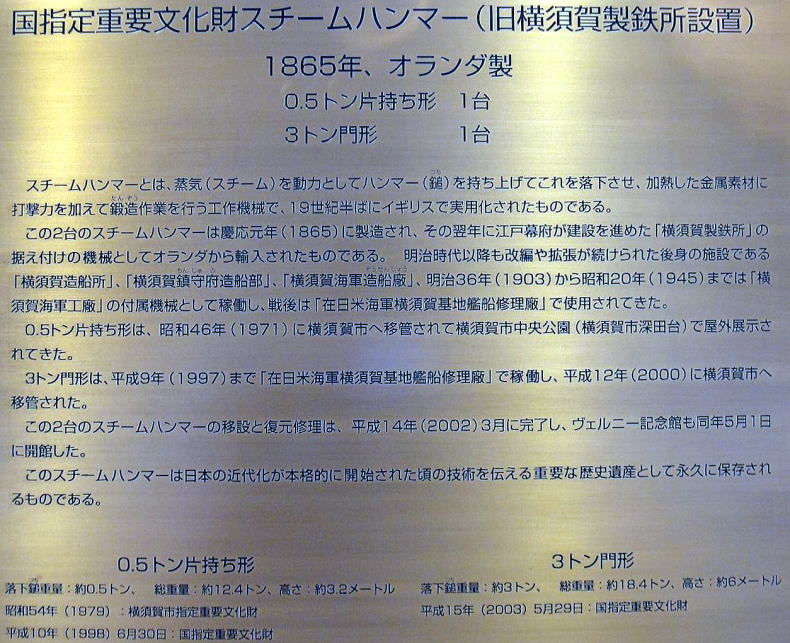 国指定重要文化財スチームハンマー（旧横須賀製鉄所設置）
1865年、オランダ製
0.5トン片持ち形　1台
3トン門形　1台
スチームハンマーとは、蒸気（スチーム）を動力としてハンマー（鎚）を持ち上げてこれを落下させ、加熱した金属素材に
打撃力を加えて鍛造作業を行う工作機械で、19世紀半ばにイギリスで実用化されたものである。
この2台のスチームハンマーは慶応元年（1865）に製造され、その翌年に江戸幕府が建設を進めた「横須賀製鉄所」の
据え付けの機械としてオランダから輸入されたものである。　明治時代以降も改編や拡張が続けられた後身の施設である
「横須賀造船所」、「横須賀鎮守府造船部」、「横須賀海軍造船廠」、明治36年（1903）から昭和20年（1945）までは「横
須賀海軍工廠」の付属機械として稼働し、戦後は「在日米海軍横須賀基地艦船修理廠」で使用されてきた。
0.5トン片持ち形は、昭和46年（1971）に横須賀市へ移管されて横須賀市中央公園（横須賀市深田台）で屋外展示さ
れてきた。
3トン門形は、平成9年（1997）まで「在日米海軍横須賀基地艦船修理廠」で稼働し、平成12年（2000）に横須賀市へ
移管された。
この2台のスチームハンマーの移設と復元修理は、平成14年（2002）3月に完了し、ヴェルニー記念館も同年5月1日
に開館した。
このスチームハンマーは日本の近代化が本格的に開始された頃の技術を伝える重要な歴史遺産として永久に保存され
るものである。
0.5トン片持ち形
落下鎚重量：約0.5トン、　総重量：約12.4トン、高さ：約3.2メートル
昭和54年（1979）：横須賀市指定重要文化財
平成10年（1998）6月30日：国指定重要文化財
3トン門形
落下鎚重量：約3トン、　総重量：約18.4トン、高さ：約6メートル
平成15年（2003）5月29日：国指定重要文化財